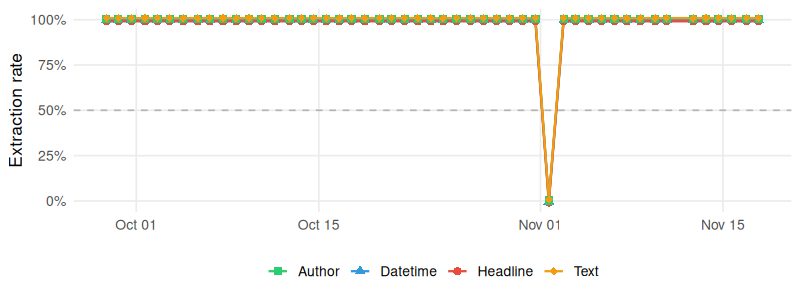 Extraction rate
100%
75%
50%
25%
0%
Oct 01
Oct 15
Nov 01
Nov 15
Author
Datetime
Headline
Text